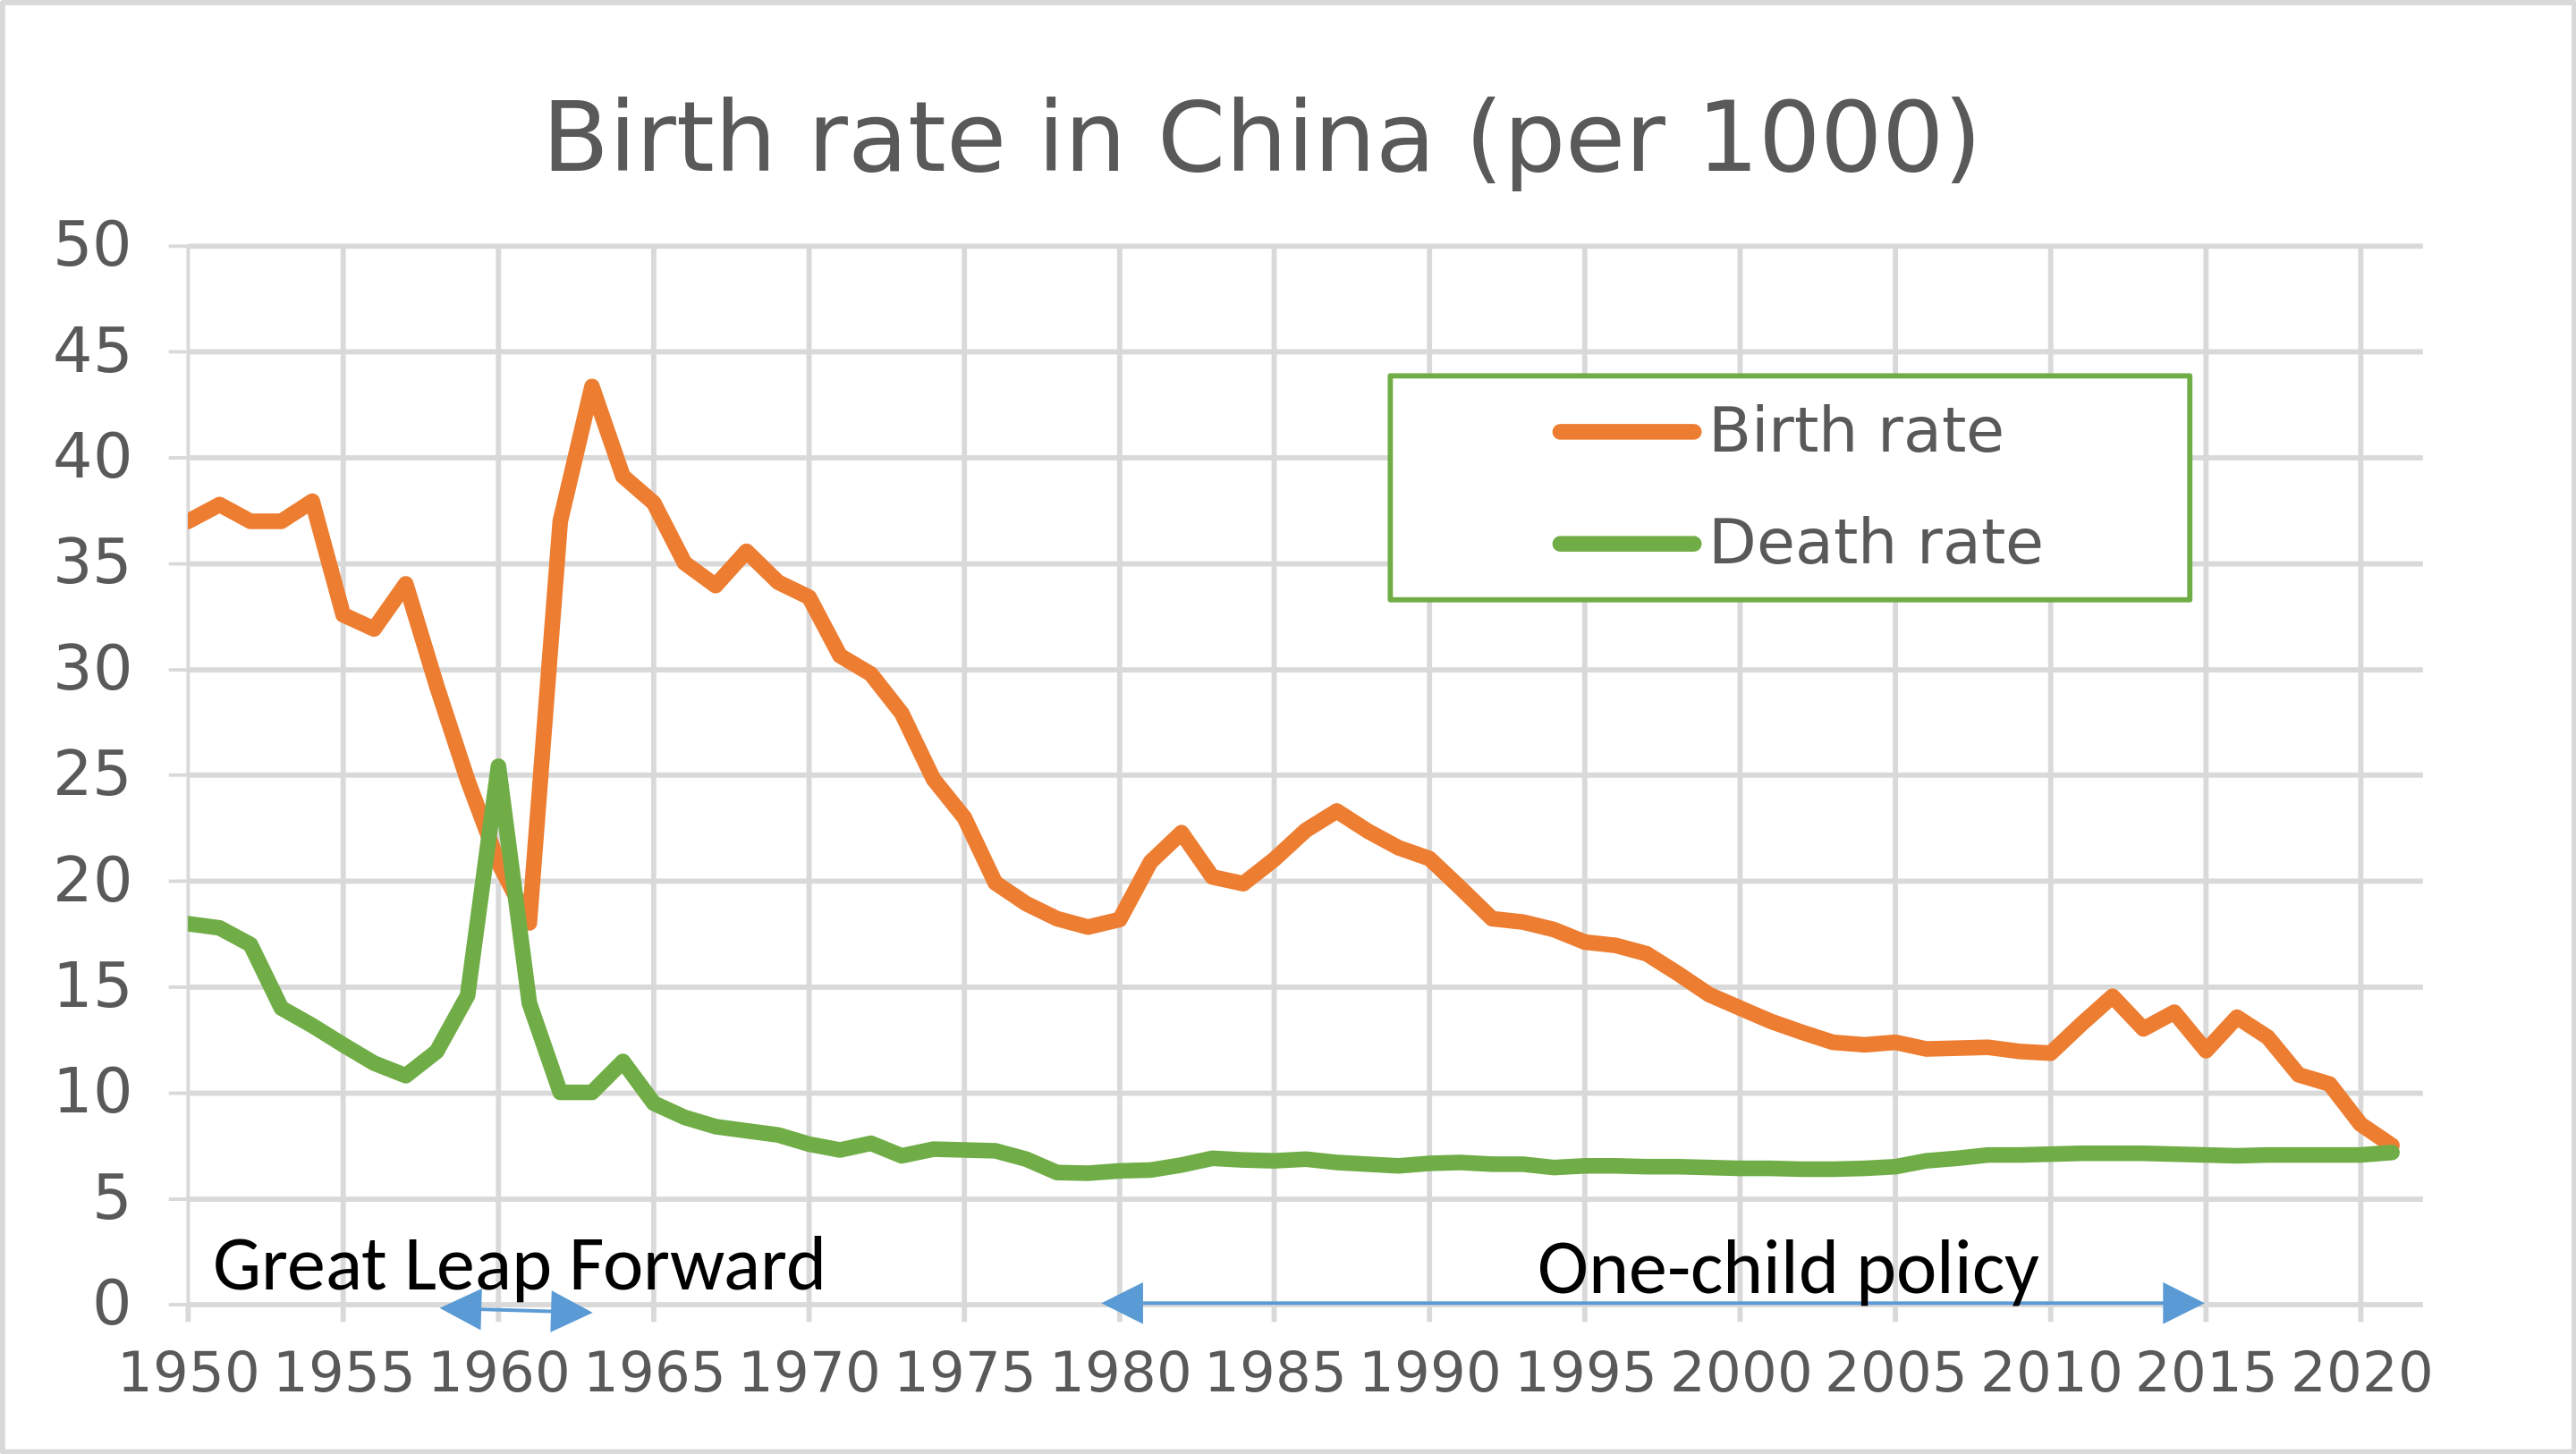 Birth rate in China (per 1000)
50
45
40
35
30
25
20
15
10
5
0
Birth rate
Death rate
Great Leap Forward
One-child policy
1950 1955 1960 1965 1970 1975 1980 1985 1990 1995 2000 2005 2010 2015 2020